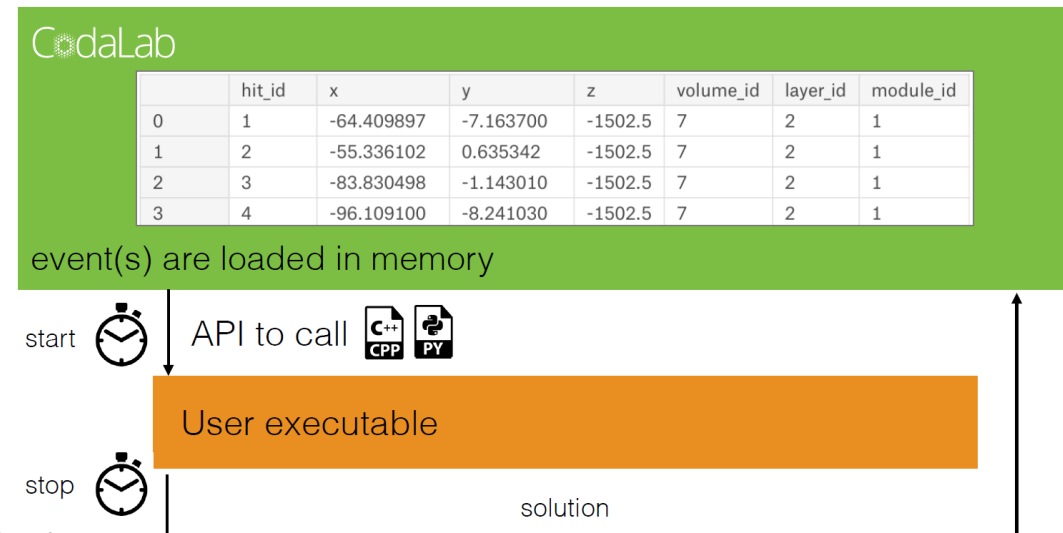 CodaLab
hit_id x y z volume_id layer_id module_id
0 1 -64.409897 -7.163700 -1502.5 7 2 1
1 2 -55.336102 0.635342 -1502.5 7 2 1
2 3 -83.830498 -1.143010 -1502.5 7 2 1
3 4 -96.109100 -8.241030 -1502.5 7 2 1
event(s) are loaded in memory
start API to call C++ CPP PY
User executable
stop
solution